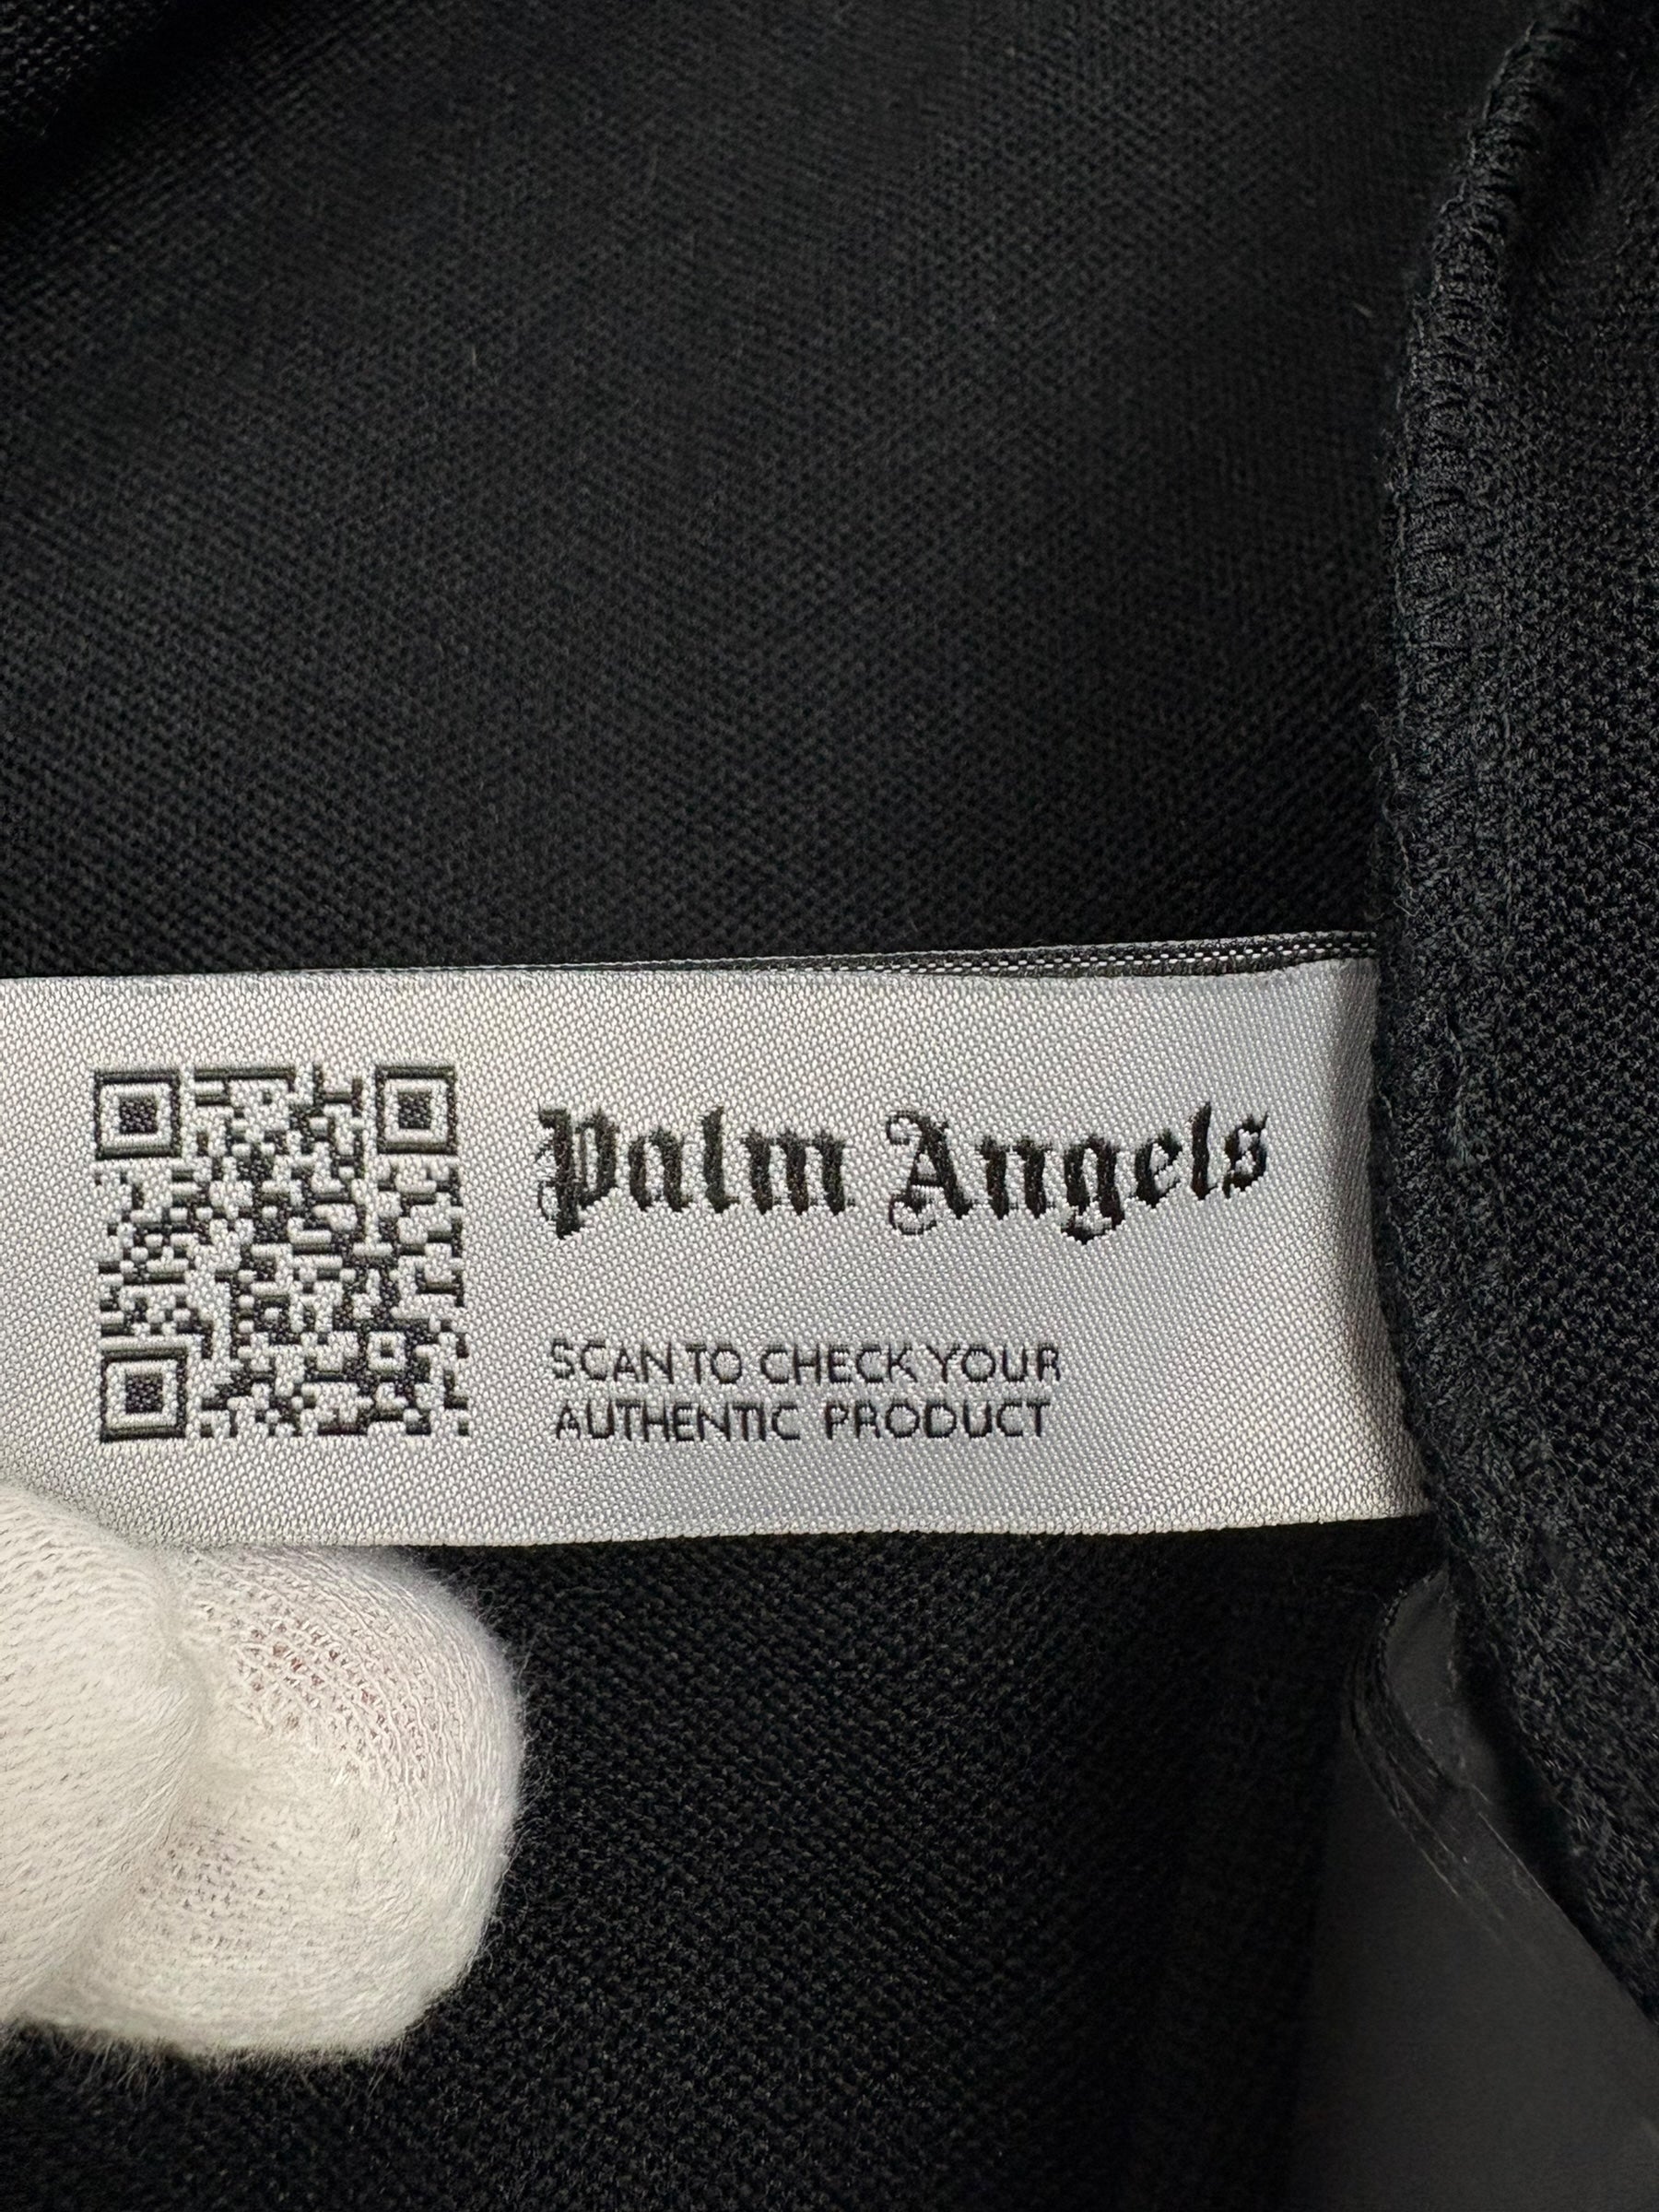 Palm Angels
SCAN TO CHECK YOUR
AUTHENTIC PRODUCT